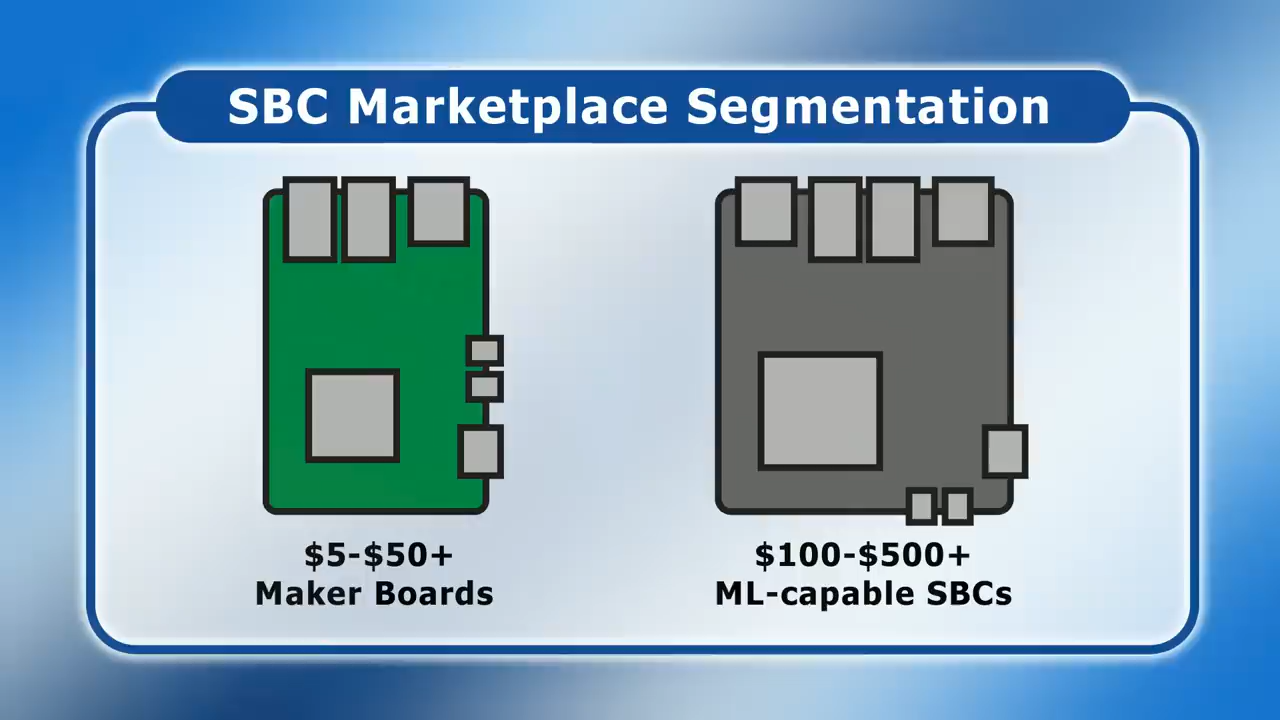 SBC Marketplace Segmentation
$5-$50+
Maker Boards
$100-$500+
ML-capable SBCs